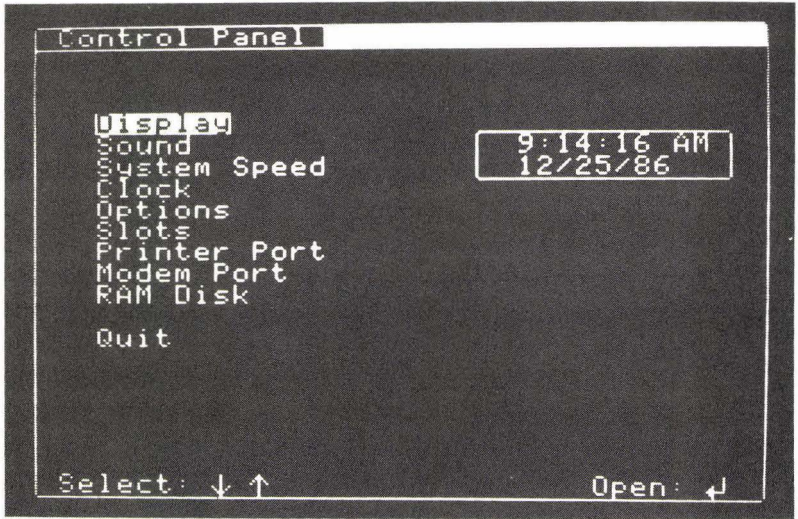 Control Panel
Display
Sound
System Speed
Clock
Options
Slots
Printer Port
Modem Port
RAM Disk
Quit
9:14:16 AM
12/25/86
Select: ↓ ↑
Open: ↵